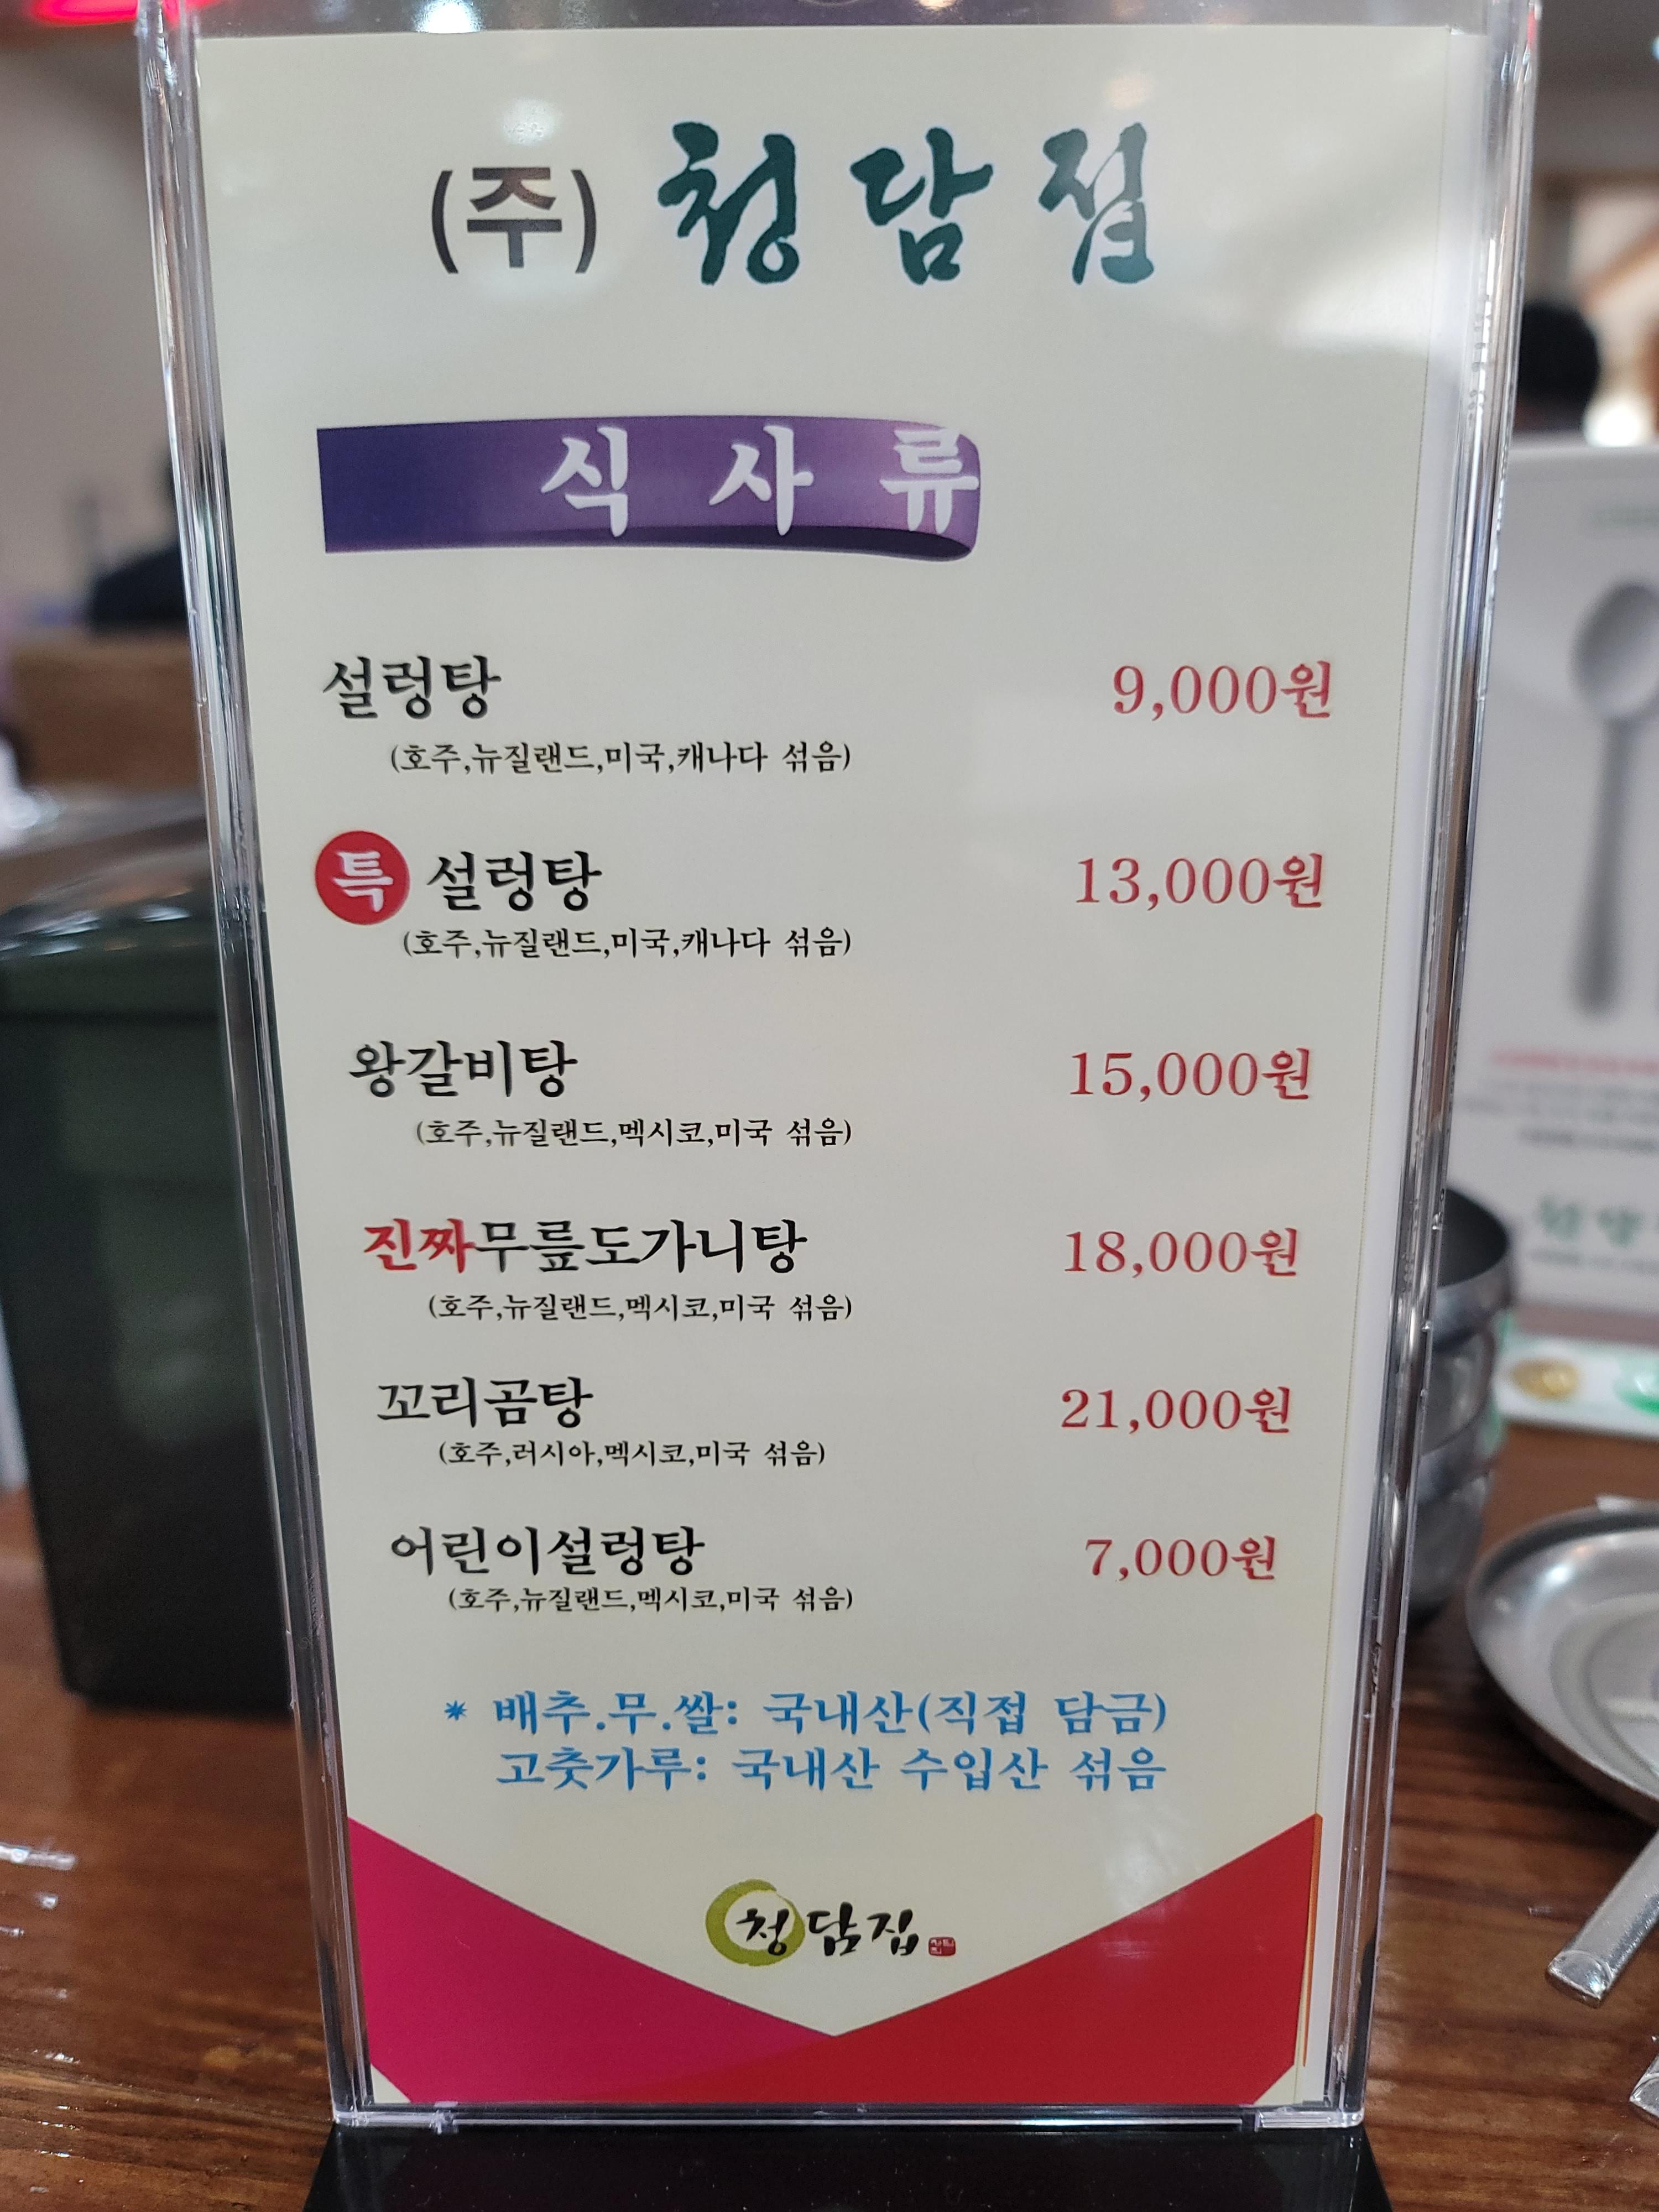 (주) 청담집
식사류
설렁탕 9,000원
(호주,뉴질랜드,미국,캐나다 섞음)
특 설렁탕 13,000원
(호주,뉴질랜드,미국,캐나다 섞음)
왕갈비탕 15,000원
(호주,뉴질랜드,멕시코,미국 섞음)
진짜무릎도가니탕 18,000원
(호주,뉴질랜드,멕시코,미국 섞음)
꼬리곰탕 21,000원
(호주,러시아,멕시코,미국 섞음)
어린이설렁탕 7,000원
(호주,뉴질랜드,멕시코,미국 섞음)
* 배추.무.쌀: 국내산(직접 담금)
고춧가루: 국내산 수입산 섞음
청담집